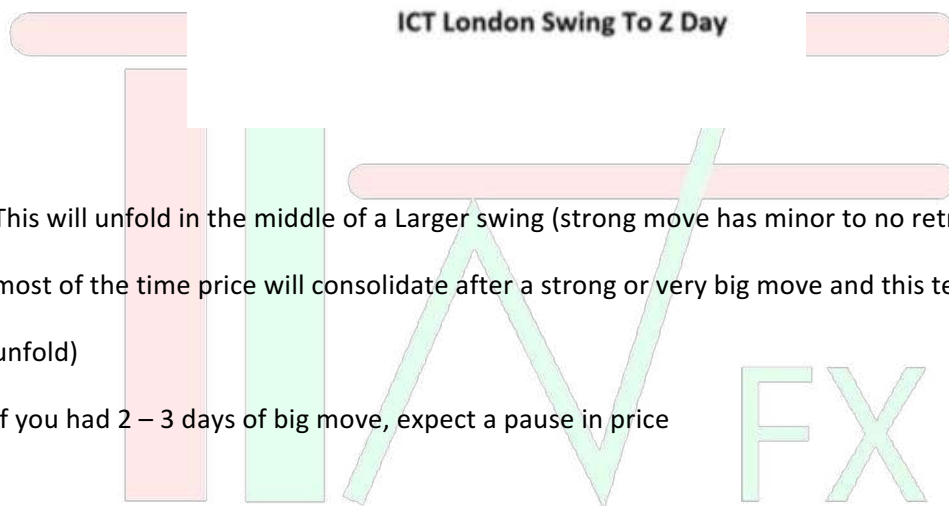 ICT London Swing To Z Day
This will unfold in the middle of a Larger swing (strong move has minor to no
most of the time price will consolidate after a strong or very big move and this
unfold)
if you had 2 – 3 days of big move, expect a pause in price
FX